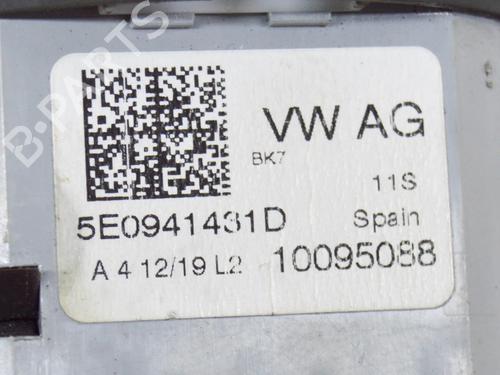 B-PARTS
VW AG
BK7
11S
5E0941431D
Spain
A 4 12/19 L2
10095088